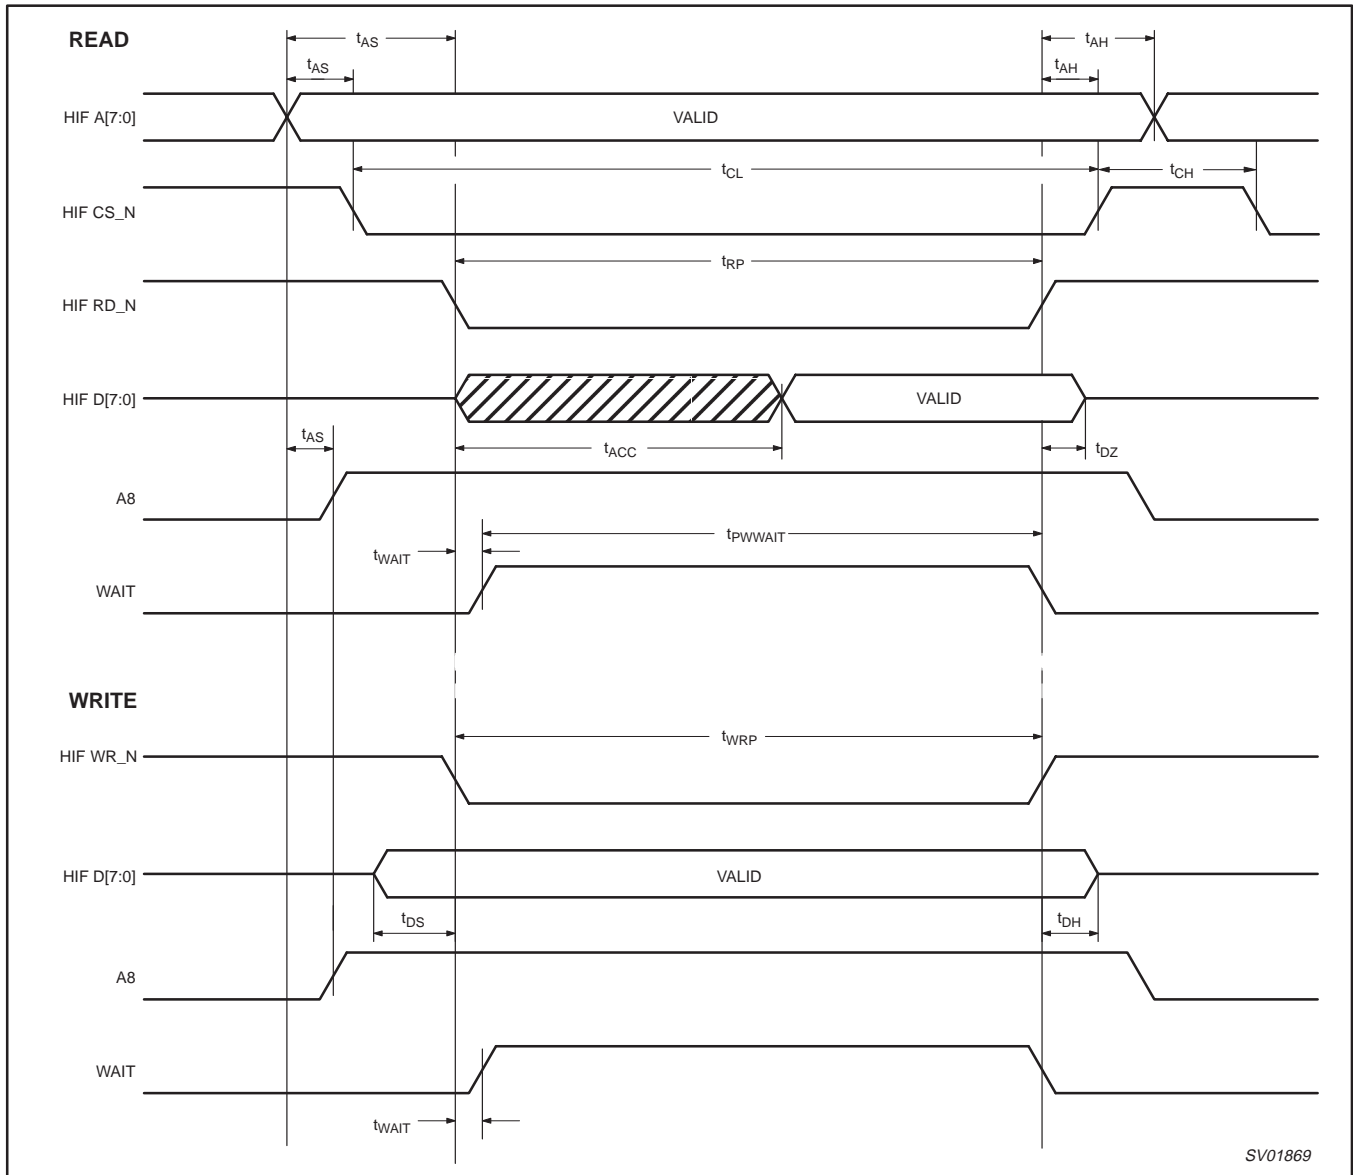 READ
tAS
tAH
tAS
tAH
HIF A[7:0]
VALID
tCL
tCH
HIF CS_N
tRP
HIF RD_N
HIF D[7:0]
VALID
tAS
tACC
tDZ
A8
tPWWAIT
tWAIT
WAIT
WRITE
tWRP
HIF WR_N
HIF D[7:0]
VALID
tDS
tDH
A8
WAIT
tWAIT
SV01869